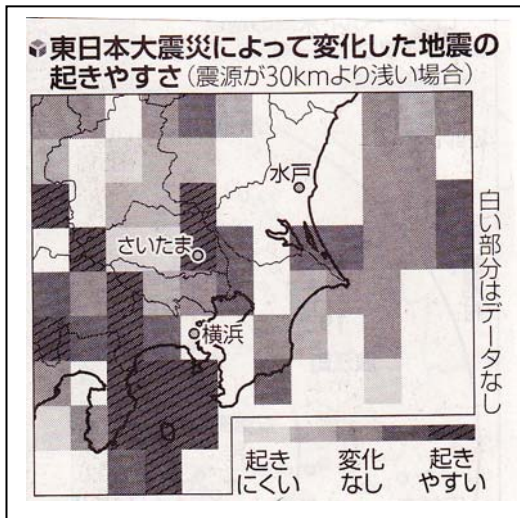 東日本大震災によって変化した地震の
起きやすさ（震源が30kmより浅い場合）
水戸
さいたま
横浜
白い部分はデータなし
起きにくい
変化なし
起きやすい